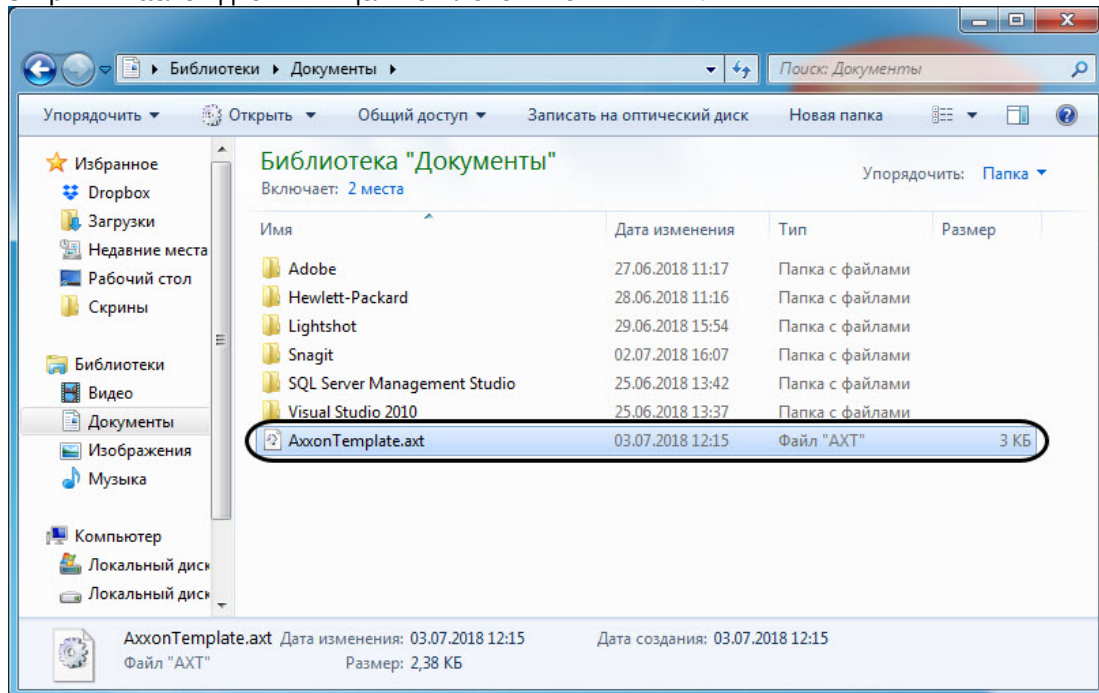 Библиотеки ▸ Документы ▸
Поиск: Документы
Упорядочить Открыть Общий доступ Записать на оптический диск Новая папка
Избранное
Dropbox
Загрузки
Недавние места
Рабочий стол
Скрины
Библиотеки
Видео
Документы
Изображения
Музыка
Компьютер
Локальный диск
Локальный диск
Библиотека "Документы"
Включает: 2 места
Упорядочить: Папка
Имя Дата изменения Тип Размер
Adobe 27.06.2018 11:17 Папка с файлами
Hewlett-Packard 28.06.2018 11:16 Папка с файлами
Lightshot 29.06.2018 15:54 Папка с файлами
Snagit 02.07.2018 16:07 Папка с файлами
SQL Server Management Studio 25.06.2018 13:42 Папка с файлами
Visual Studio 2010 25.06.2018 13:37 Папка с файлами
AxxonTemplate.axt 03.07.2018 12:15 Файл "AXT" 3 КБ
AxxonTemplate.axt Дата изменения: 03.07.2018 12:15 Дата создания: 03.07.2018 12:15
Файл "AXT" Размер: 2,38 КБ